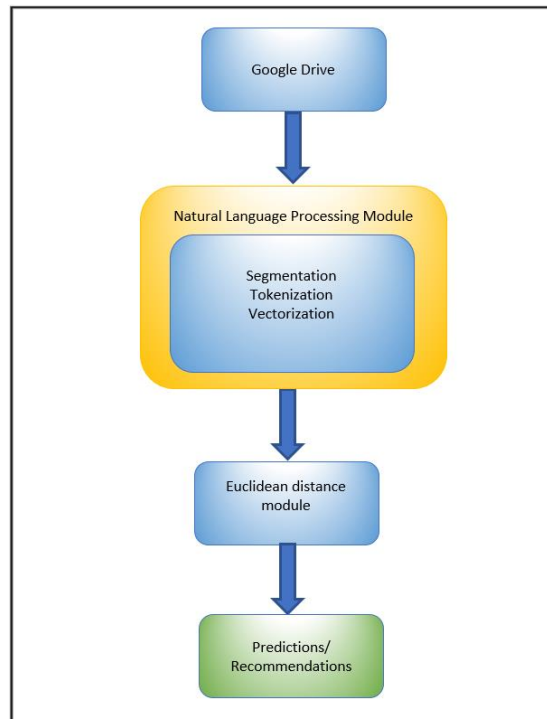 Google Drive
Natural Language Processing Module
Segmentation
Tokenization
Vectorization
Euclidean distance
module
Predictions/
Recommendations